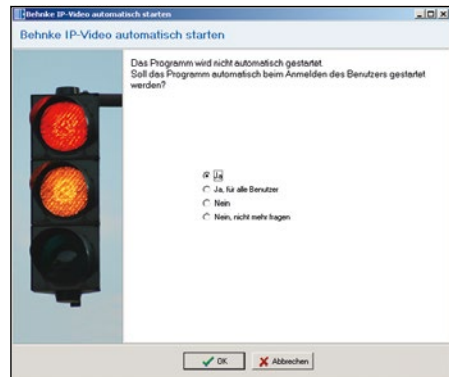 Behnke IP-Video automatisch starten
Behnke IP-Video automatisch starten
Das Programm wird nicht automatisch gestartet.
Soll das Programm automatisch beim Anmelden des Benutzers gestartet
werden?
Ja
Ja, für alle Benutzer
Nein
Nein, nicht mehr fragen
OK
Abbrechen